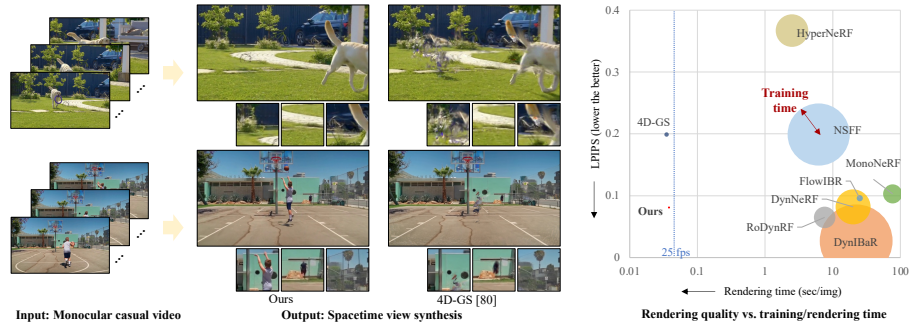 Ours
4D-GS [80]
Input: Monocular casual video
Output: Spacetime view synthesis
0.4
0.3
0.2
0.1
0
LPIPS (lower the better)
HyperNeRF
Training
time
4D-GS
NSFF
MonoNeRF
FlowIBR
DynNeRF
Ours
RoDynRF
DynIBaR
25 fps
0.01
0.1
1
10
100
Rendering time (sec/img)
Rendering quality vs. training/rendering time